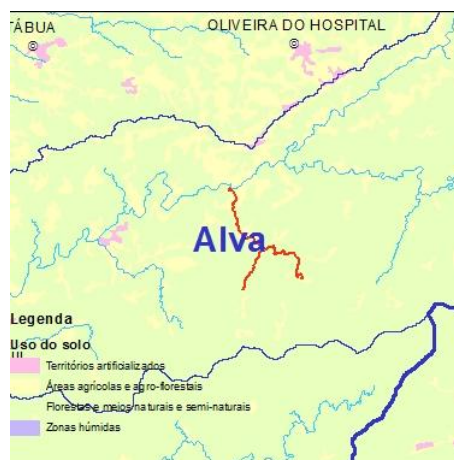 TÁBUA
OLIVEIRA DO HOSPITAL
Alva
Legenda
Uso do solo
Territórios artificializados
Áreas agrícolas e agro-florestais
Florestas e meios naturais e semi-naturais
Zonas húmidas